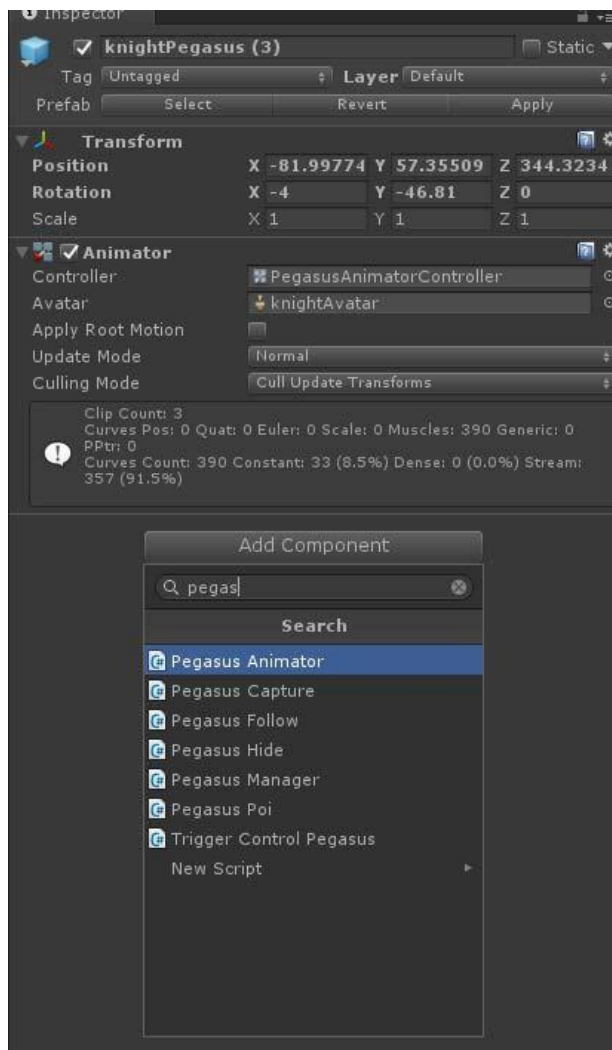 Inspector
knightPegasus (3) Static
Tag Untagged Layer Default
Prefab Select Revert Apply
Transform
Position X -81.99774 Y 57.35509 Z 344.3234
Rotation X -4 Y -46.81 Z 0
Scale X 1 Y 1 Z 1
Animator
Controller PegasusAnimatorController
Avatar knightAvatar
Apply Root Motion
Update Mode Normal
Culling Mode Cull Update Transforms
Clip Count: 3
Curves Pos: 0 Quat: 0 Euler: 0 Scale: 0 Muscles: 390 Generic: 0
PPtr: 0
Curves Count: 390 Constant: 33 (8.5%) Dense: 0 (0.0%) Stream:
357 (91.5%)
Add Component
pegas
Search
Pegasus Animator
Pegasus Capture
Pegasus Follow
Pegasus Hide
Pegasus Manager
Pegasus Poi
Trigger Control Pegasus
New Script